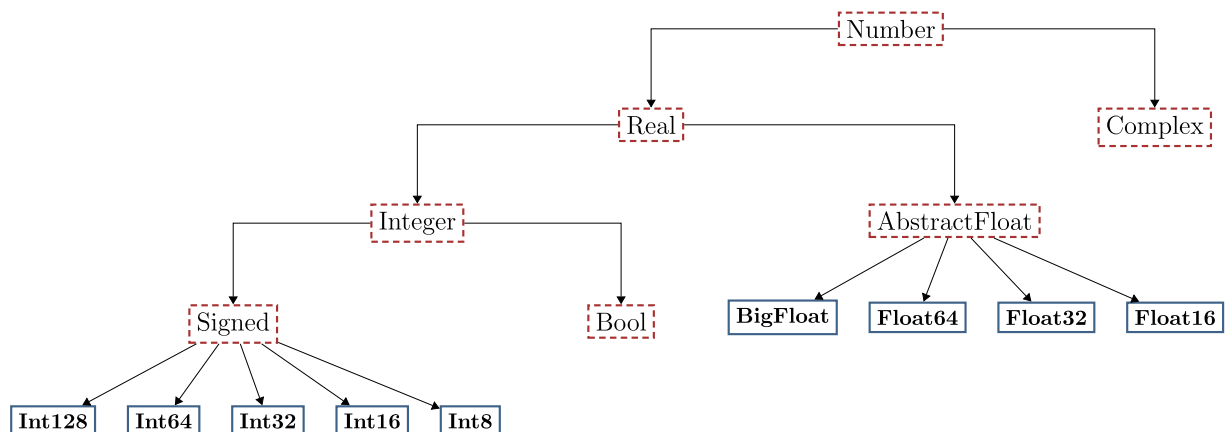 Number
Real
Complex
Integer
AbstractFloat
Signed
Bool
BigFloat
Float64
Float32
Float16
Int128
Int64
Int32
Int16
Int8